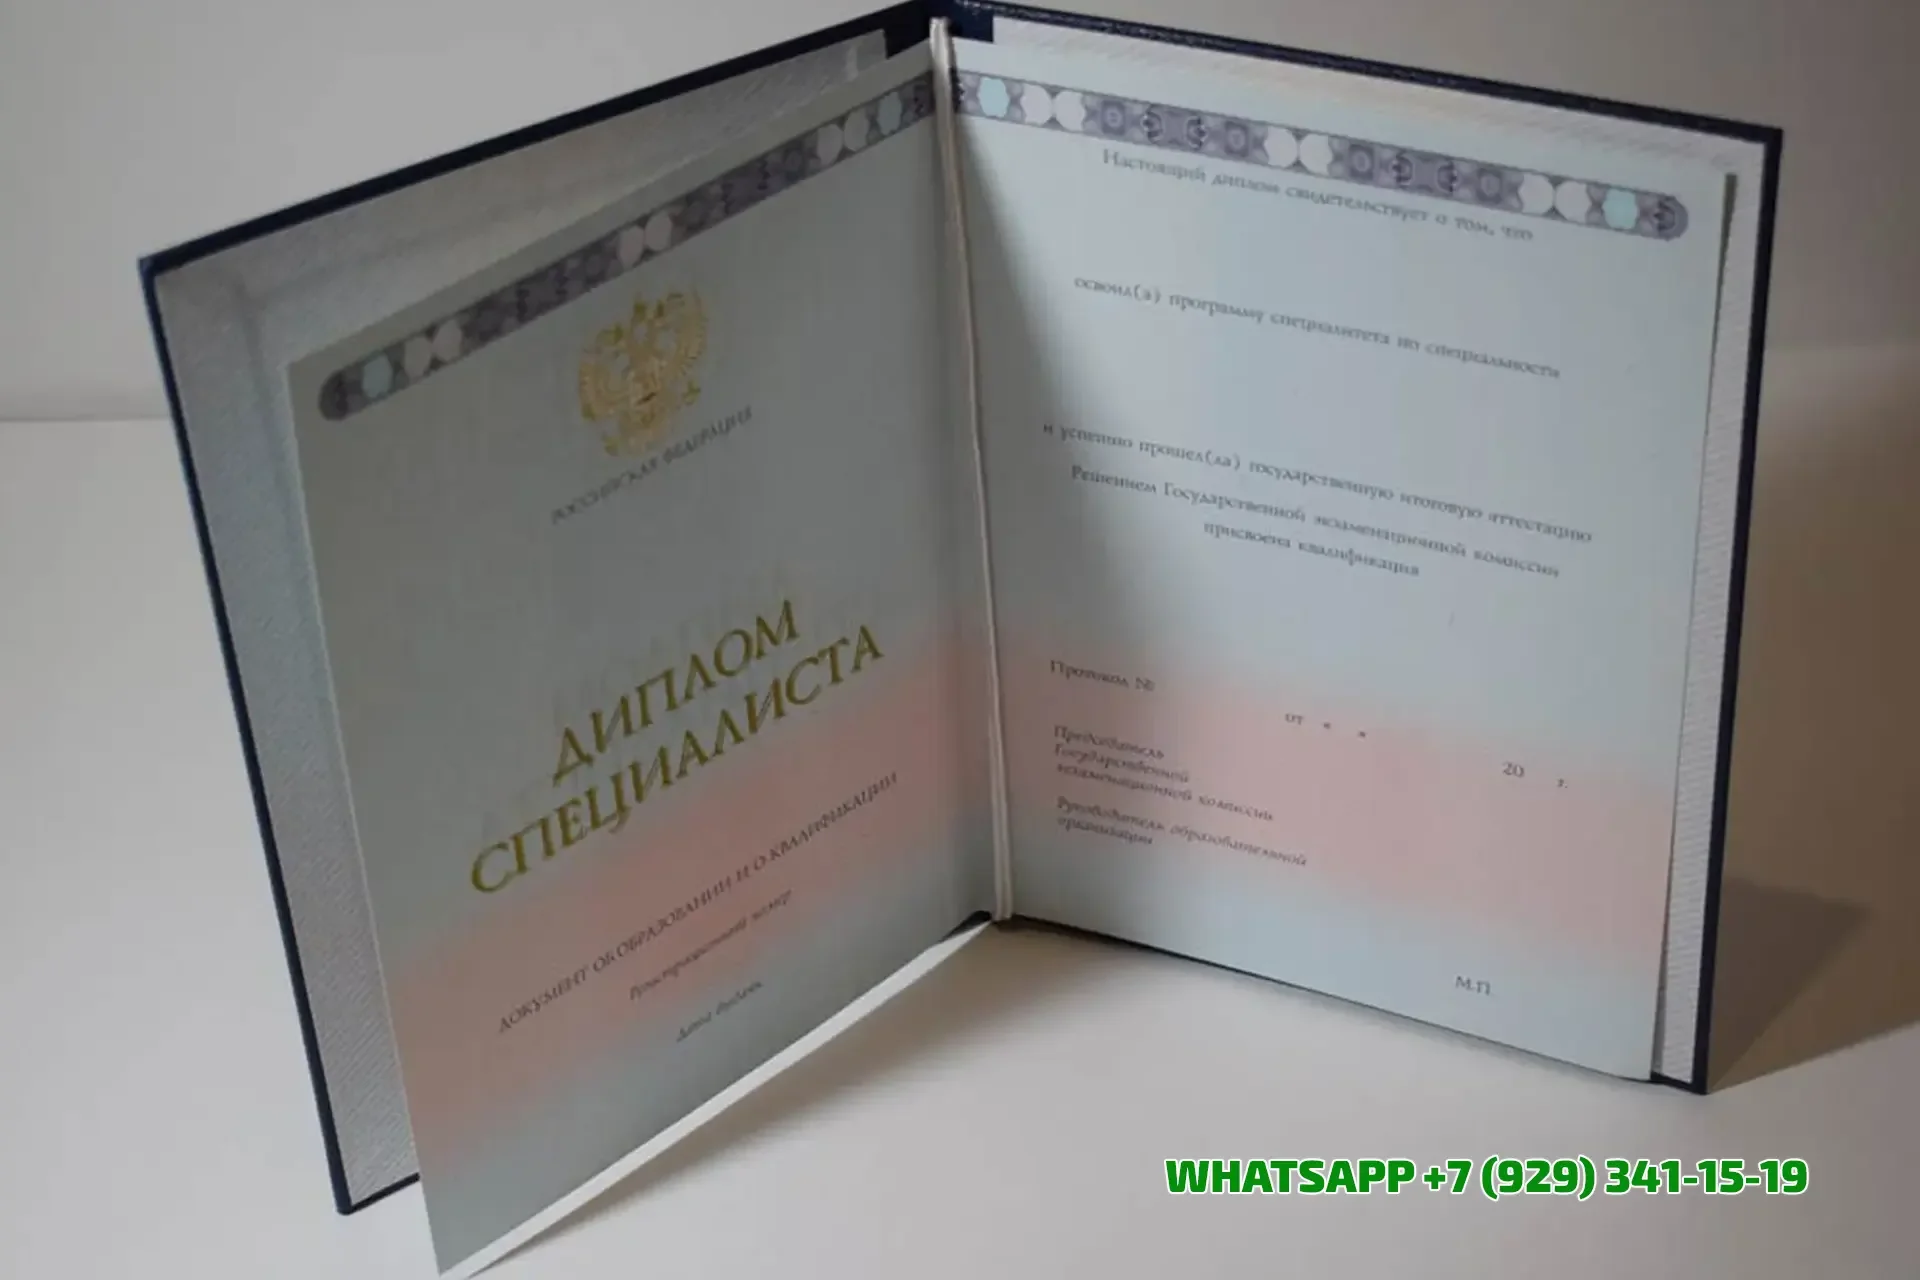 РОССИЙСКАЯ ФЕДЕРАЦИЯ
ДИПЛОМ
СПЕЦИАЛИСТА
ДОКУМЕНТ ОБ ОБРАЗОВАНИИ И О КВАЛИФИКАЦИИ
Регистрационный номер
Дата выдачи
Настоящий диплом свидетельствует о том, что
освоил(а) программу специалитета по специальности
и успешно прошел(ла) государственную итоговую аттестацию
Решением Государственной экзаменационной комиссии
присвоена квалификация
Протокол №
от « »
20 г.
Председатель
Государственной
экзаменационной комиссии
Руководитель образовательной
организации
М.П.
WHATSAPP +7 (929) 341-15-19